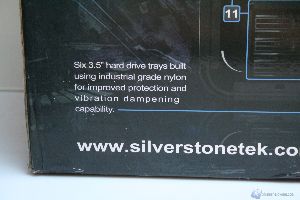 11
Six 3.5" hard drive trays built
using industrial grade nylon
for improved protection and
vibration dampening
capability.
www.silverstonetek.com